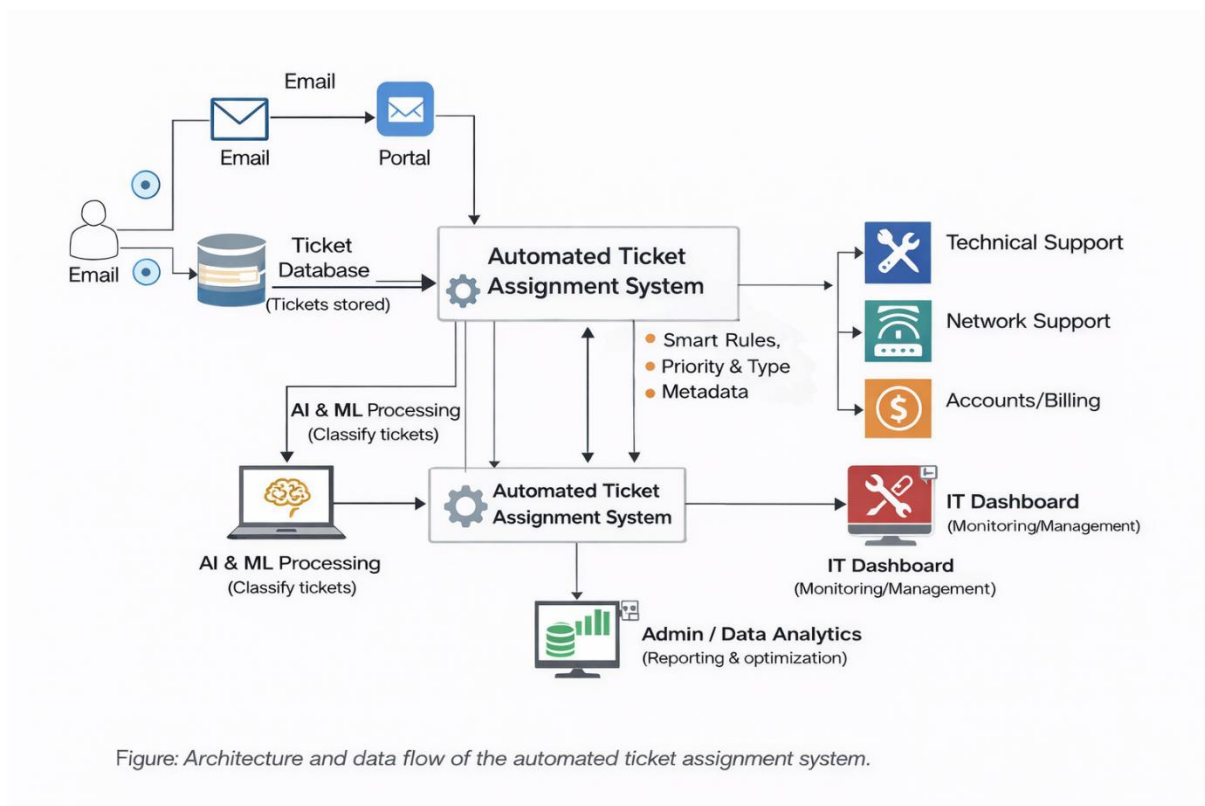 Email
Email
Portal
Email
Ticket
Database
(Tickets stored)
Automated Ticket
Assignment System
Technical Support
Network Support
Accounts/Billing
Smart Rules,
Priority & Type
Metadata
AI & ML Processing
(Classify tickets)
AI & ML Processing
(Classify tickets)
Automated Ticket
Assignment System
IT Dashboard
(Monitoring/Management)
IT Dashboard
(Monitoring/Management)
Admin / Data Analytics
(Reporting & optimization)
Figure: Architecture and data flow of the automated ticket assignment system.